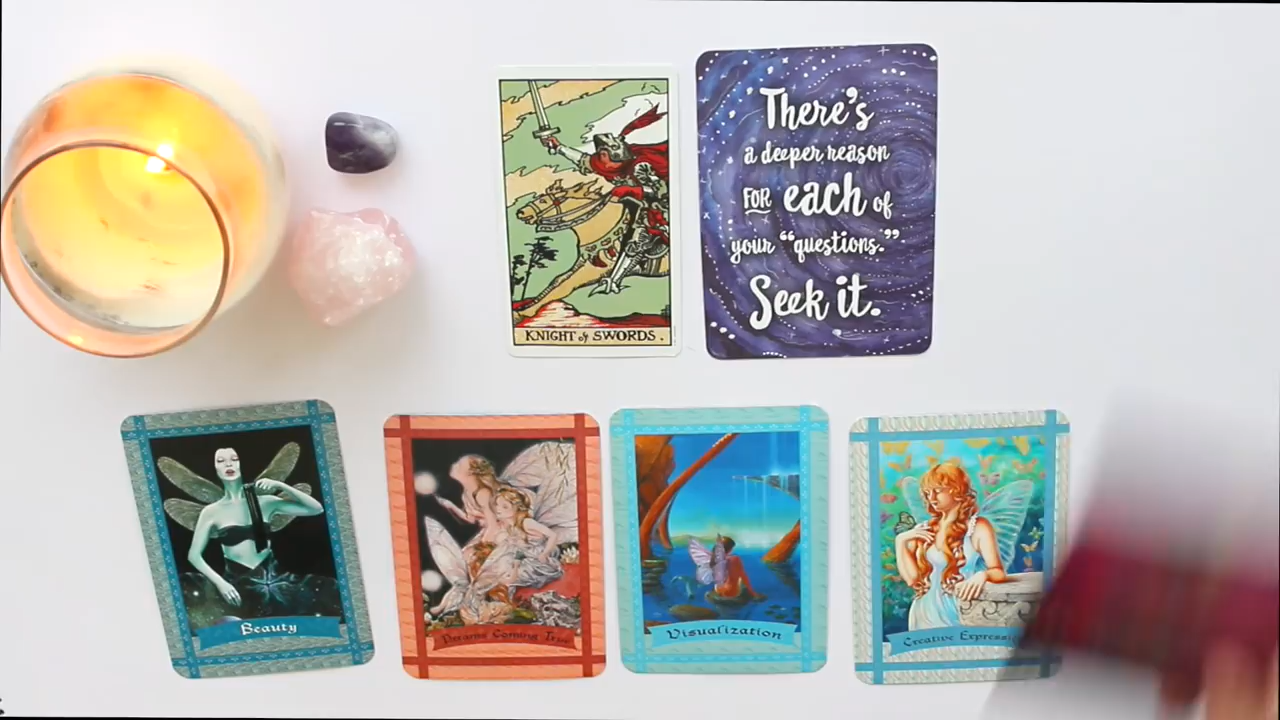 There's
a deeper reason
FOR each of
your “questions.”
Seek it.
KNIGHT of SWORDS.
Beauty
Dreams Coming True
Visualization
Creative Expression